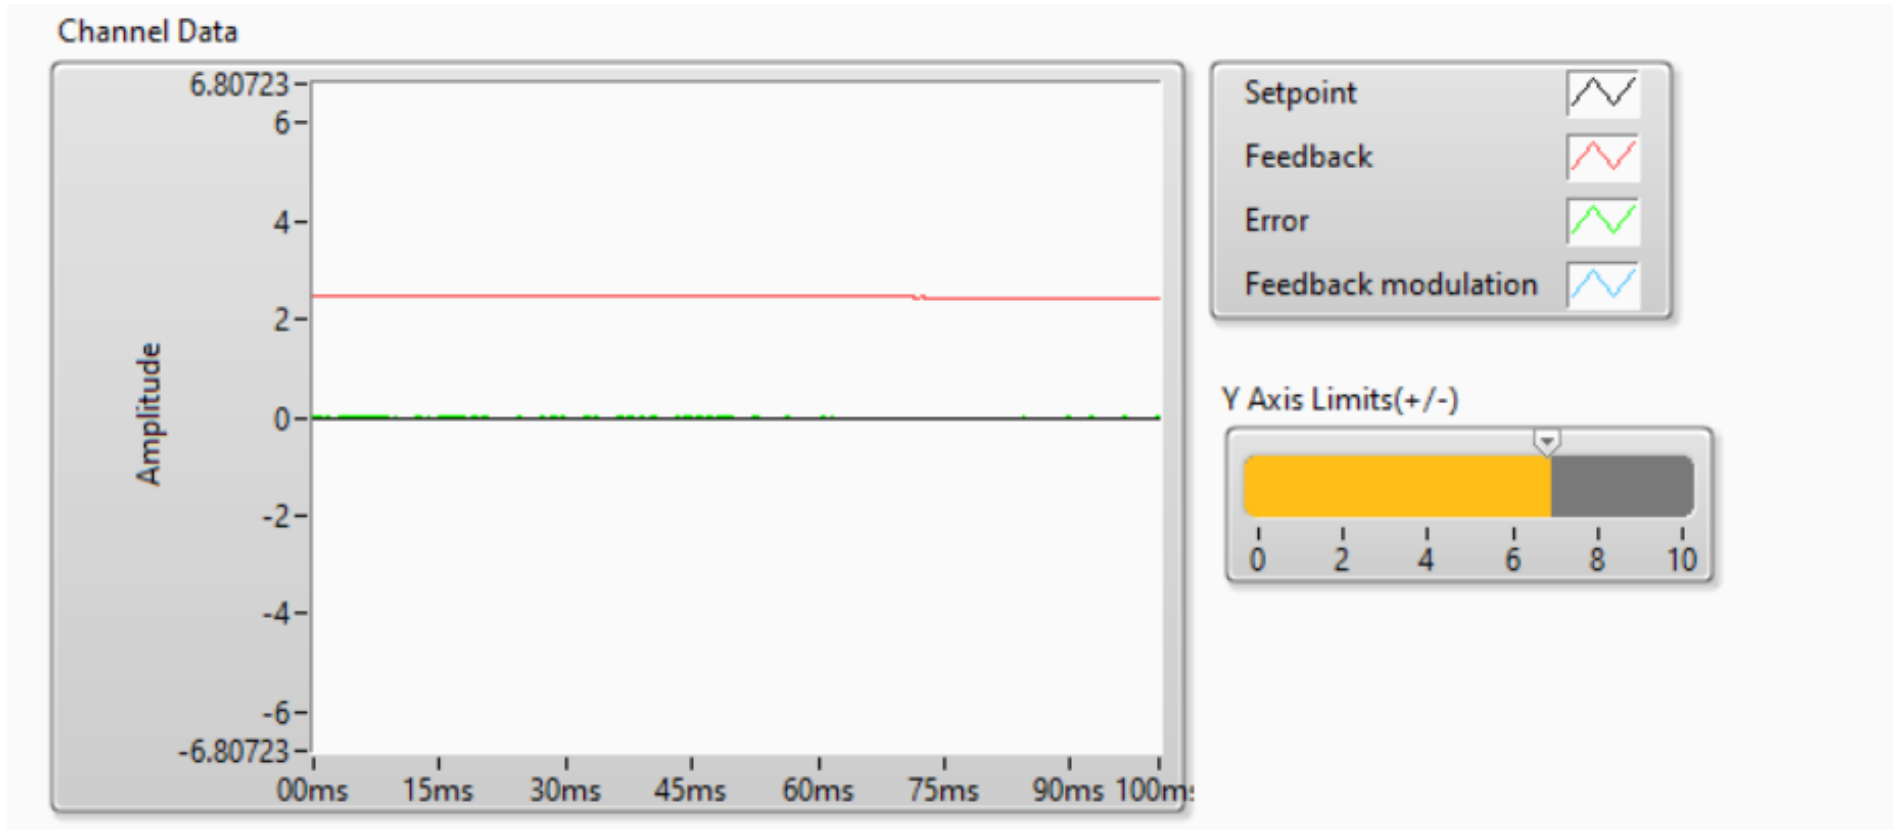 Channel Data
6.80723
6
4
2
0
-2
-4
-6
-6.80723
Amplitude
00ms 15ms 30ms 45ms 60ms 75ms 90ms 100m
Setpoint
Feedback
Error
Feedback modulation
Y Axis Limits(+/-)
0 2 4 6 8 10